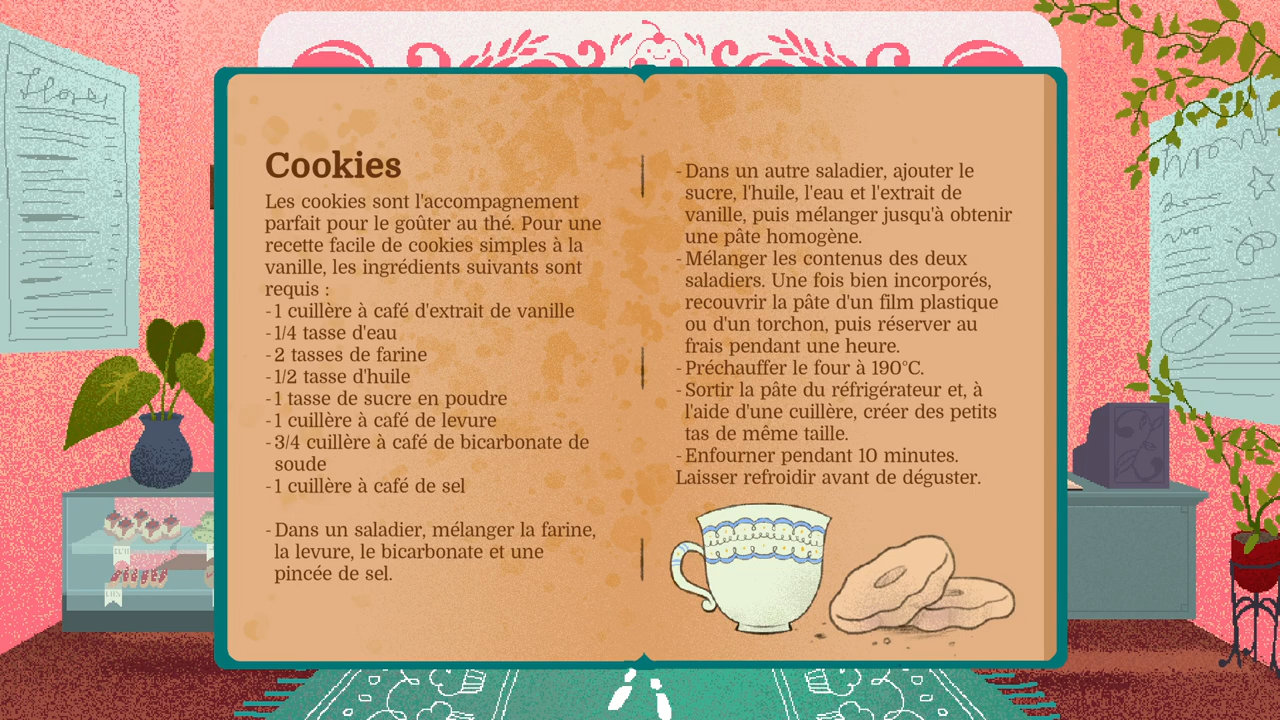 Cookies
Les cookies sont l'accompagnement
parfait pour le goûter au thé. Pour une
recette facile de cookies simples à la
vanille, les ingrédients suivants sont
requis :
- 1 cuillère à café d'extrait de vanille
- 1/4 tasse d'eau
- 2 tasses de farine
- 1/2 tasse d'huile
- 1 tasse de sucre en poudre
- 1 cuillère à café de levure
- 3/4 cuillère à café de bicarbonate de
soude
- 1 cuillère à café de sel
- Dans un saladier, mélanger la farine,
la levure, le bicarbonate et une
pincée de sel.
- Dans un autre saladier, ajouter le
sucre, l'huile, l'eau et l'extrait de
vanille, puis mélanger jusqu'à obtenir
une pâte homogène.
- Mélanger les contenus des deux
saladiers. Une fois bien incorporés,
recouvrir la pâte d'un film plastique
ou d'un torchon, puis réserver au
frais pendant une heure.
- Préchauffer le four à 190°C.
- Sortir la pâte du réfrigérateur et, à
l'aide d'une cuillère, créer des petits
tas de même taille.
- Enfourner pendant 10 minutes.
Laisser refroidir avant de déguster.